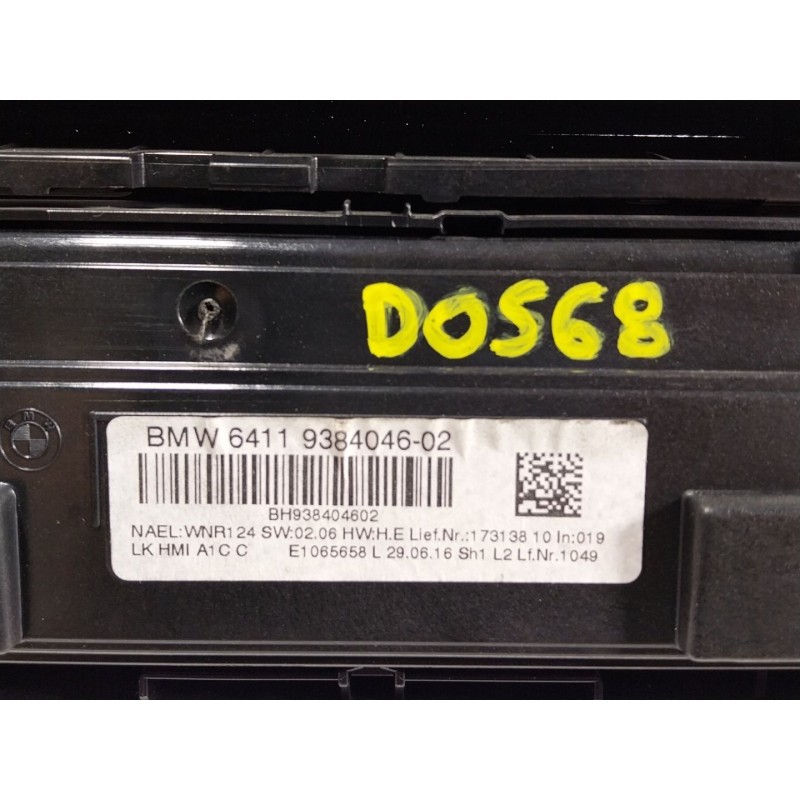 DOS68
BMW
BMW 6411 9384046-02
BH938404602
NAEL:WNR124 SW:02.06 HW:H.E Lief.Nr.:173138 10 In:019
LK HMI A1C C E1065658 L 29.06.16 Sh1 L2 Lf.Nr.1049